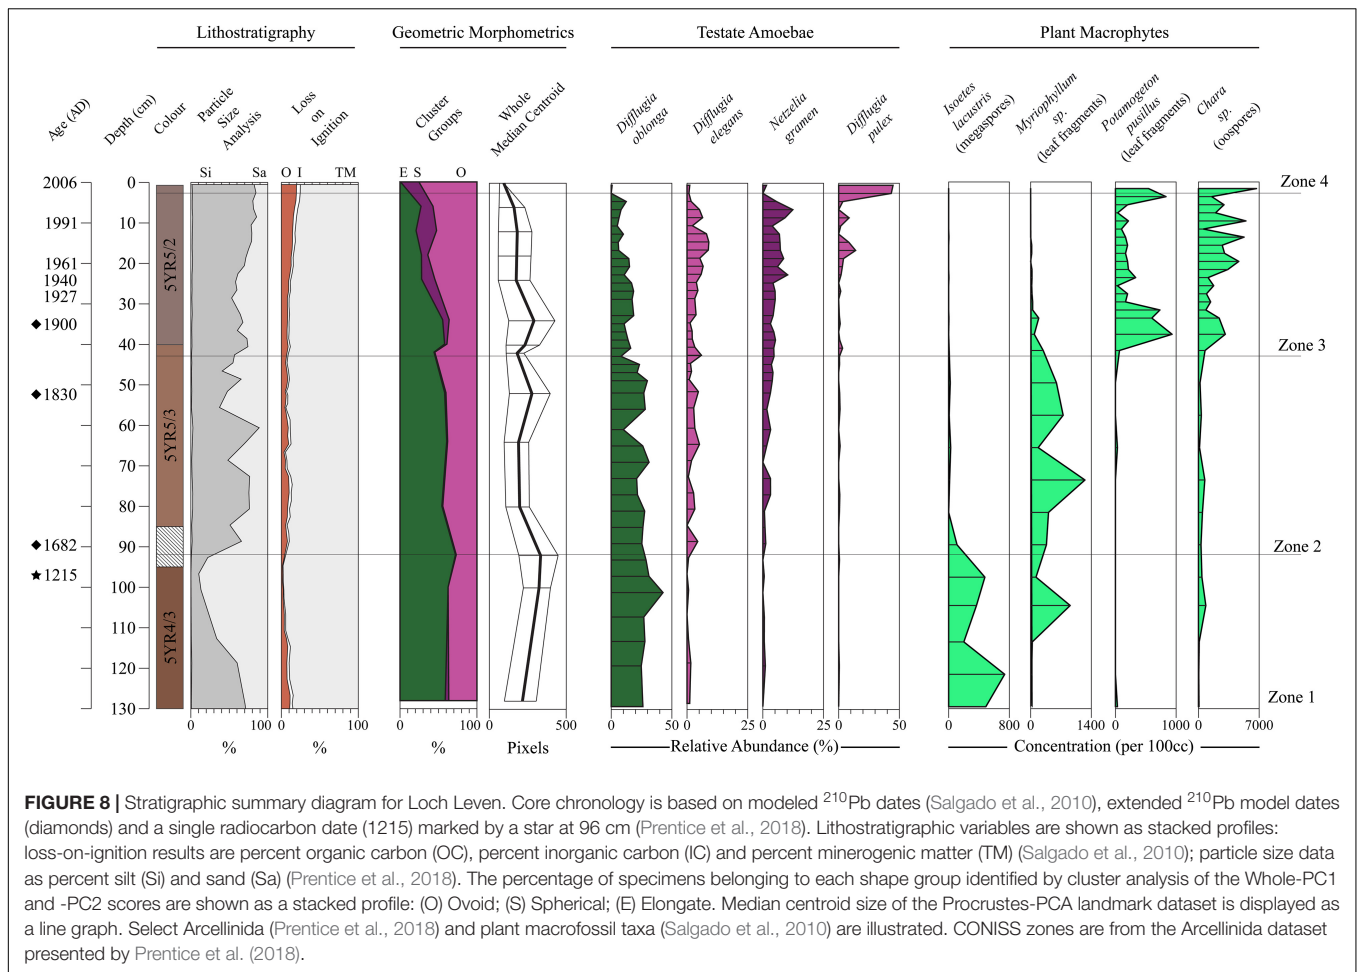 Lithostratigraphy Geometric Morphometrics Testate Amoebae Plant Macrophytes
Age (AD)
Depth (cm)
Colour
Particle
Size
Analysis
Loss
on
Ignition
Cluster
Groups
Whole
Median Centroid
Difflugia
oblonga
Difflugia
elegans
Netzelia
gramen
Difflugia
pulex
Isoetes
lacustris
(megaspores)
Myriophyllum
sp.
(leaf fragments)
Potamogeton
pusilus
(leaf fragments)
Chara
sp.
(oospores)
Si Sa O I TM E S O
2006 0 Zone 4
1991 10
1961 20
1940
1927 30
1900
40 Zone 3
50
1830
60
70
80
1682 90 Zone 2
1215 100
110
120
130 Zone 1
5YR5/2
5YR5/3
5YR4/3
0 100 0 100 0 500 0 50 0 25 0 25 0 50 0 800 0 1400 0 1000 0 7000
% % % Pixels Relative Abundance (%) Concentration (per 100cc)
FIGURE 8 | Stratigraphic summary diagram for Loch Leven. Core chronology is based on modeled 210Pb dates (Salgado et al., 2010), extended 210Pb model dates
(diamonds) and a single radiocarbon date (1215) marked by a star at 96 cm (Prentice et al., 2018). Lithostratigraphic variables are shown as stacked profiles:
loss-on-ignition results are percent organic carbon (OC), percent inorganic carbon (IC) and percent minerogenic matter (TM) (Salgado et al., 2010); particle size data
as percent silt (Si) and sand (Sa) (Prentice et al., 2018). The percentage of specimens belonging to each shape group identified by cluster analysis of the Whole-PC1
and -PC2 scores are shown as a stacked profile: (O) Ovoid; (S) Spherical; (E) Elongate. Median centroid size of the Procrustes-PCA landmark dataset is displayed as
a line graph. Select Arcellinida (Prentice et al., 2018) and plant macrofossil taxa (Salgado et al., 2010) are illustrated. CONISS zones are from the Arcellinida dataset
presented by Prentice et al. (2018).